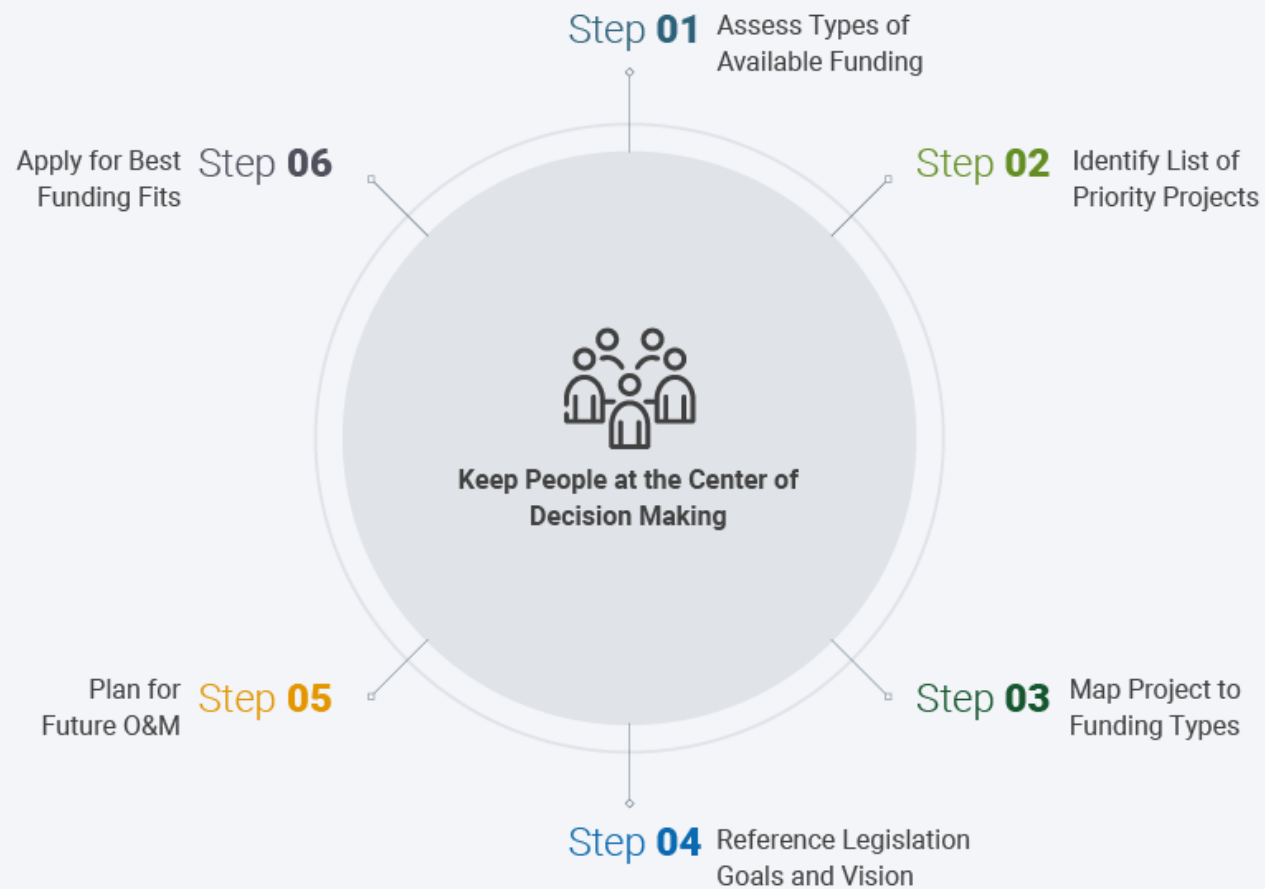 Step 01
Assess Types of
Available Funding
Step 02
Identify List of
Priority Projects
Step 03
Map Project to
Funding Types
Step 04
Reference Legislation
Goals and Vision
Step 05
Plan for
Future O&M
Step 06
Apply for Best
Funding Fits
Keep People at the Center of
Decision Making